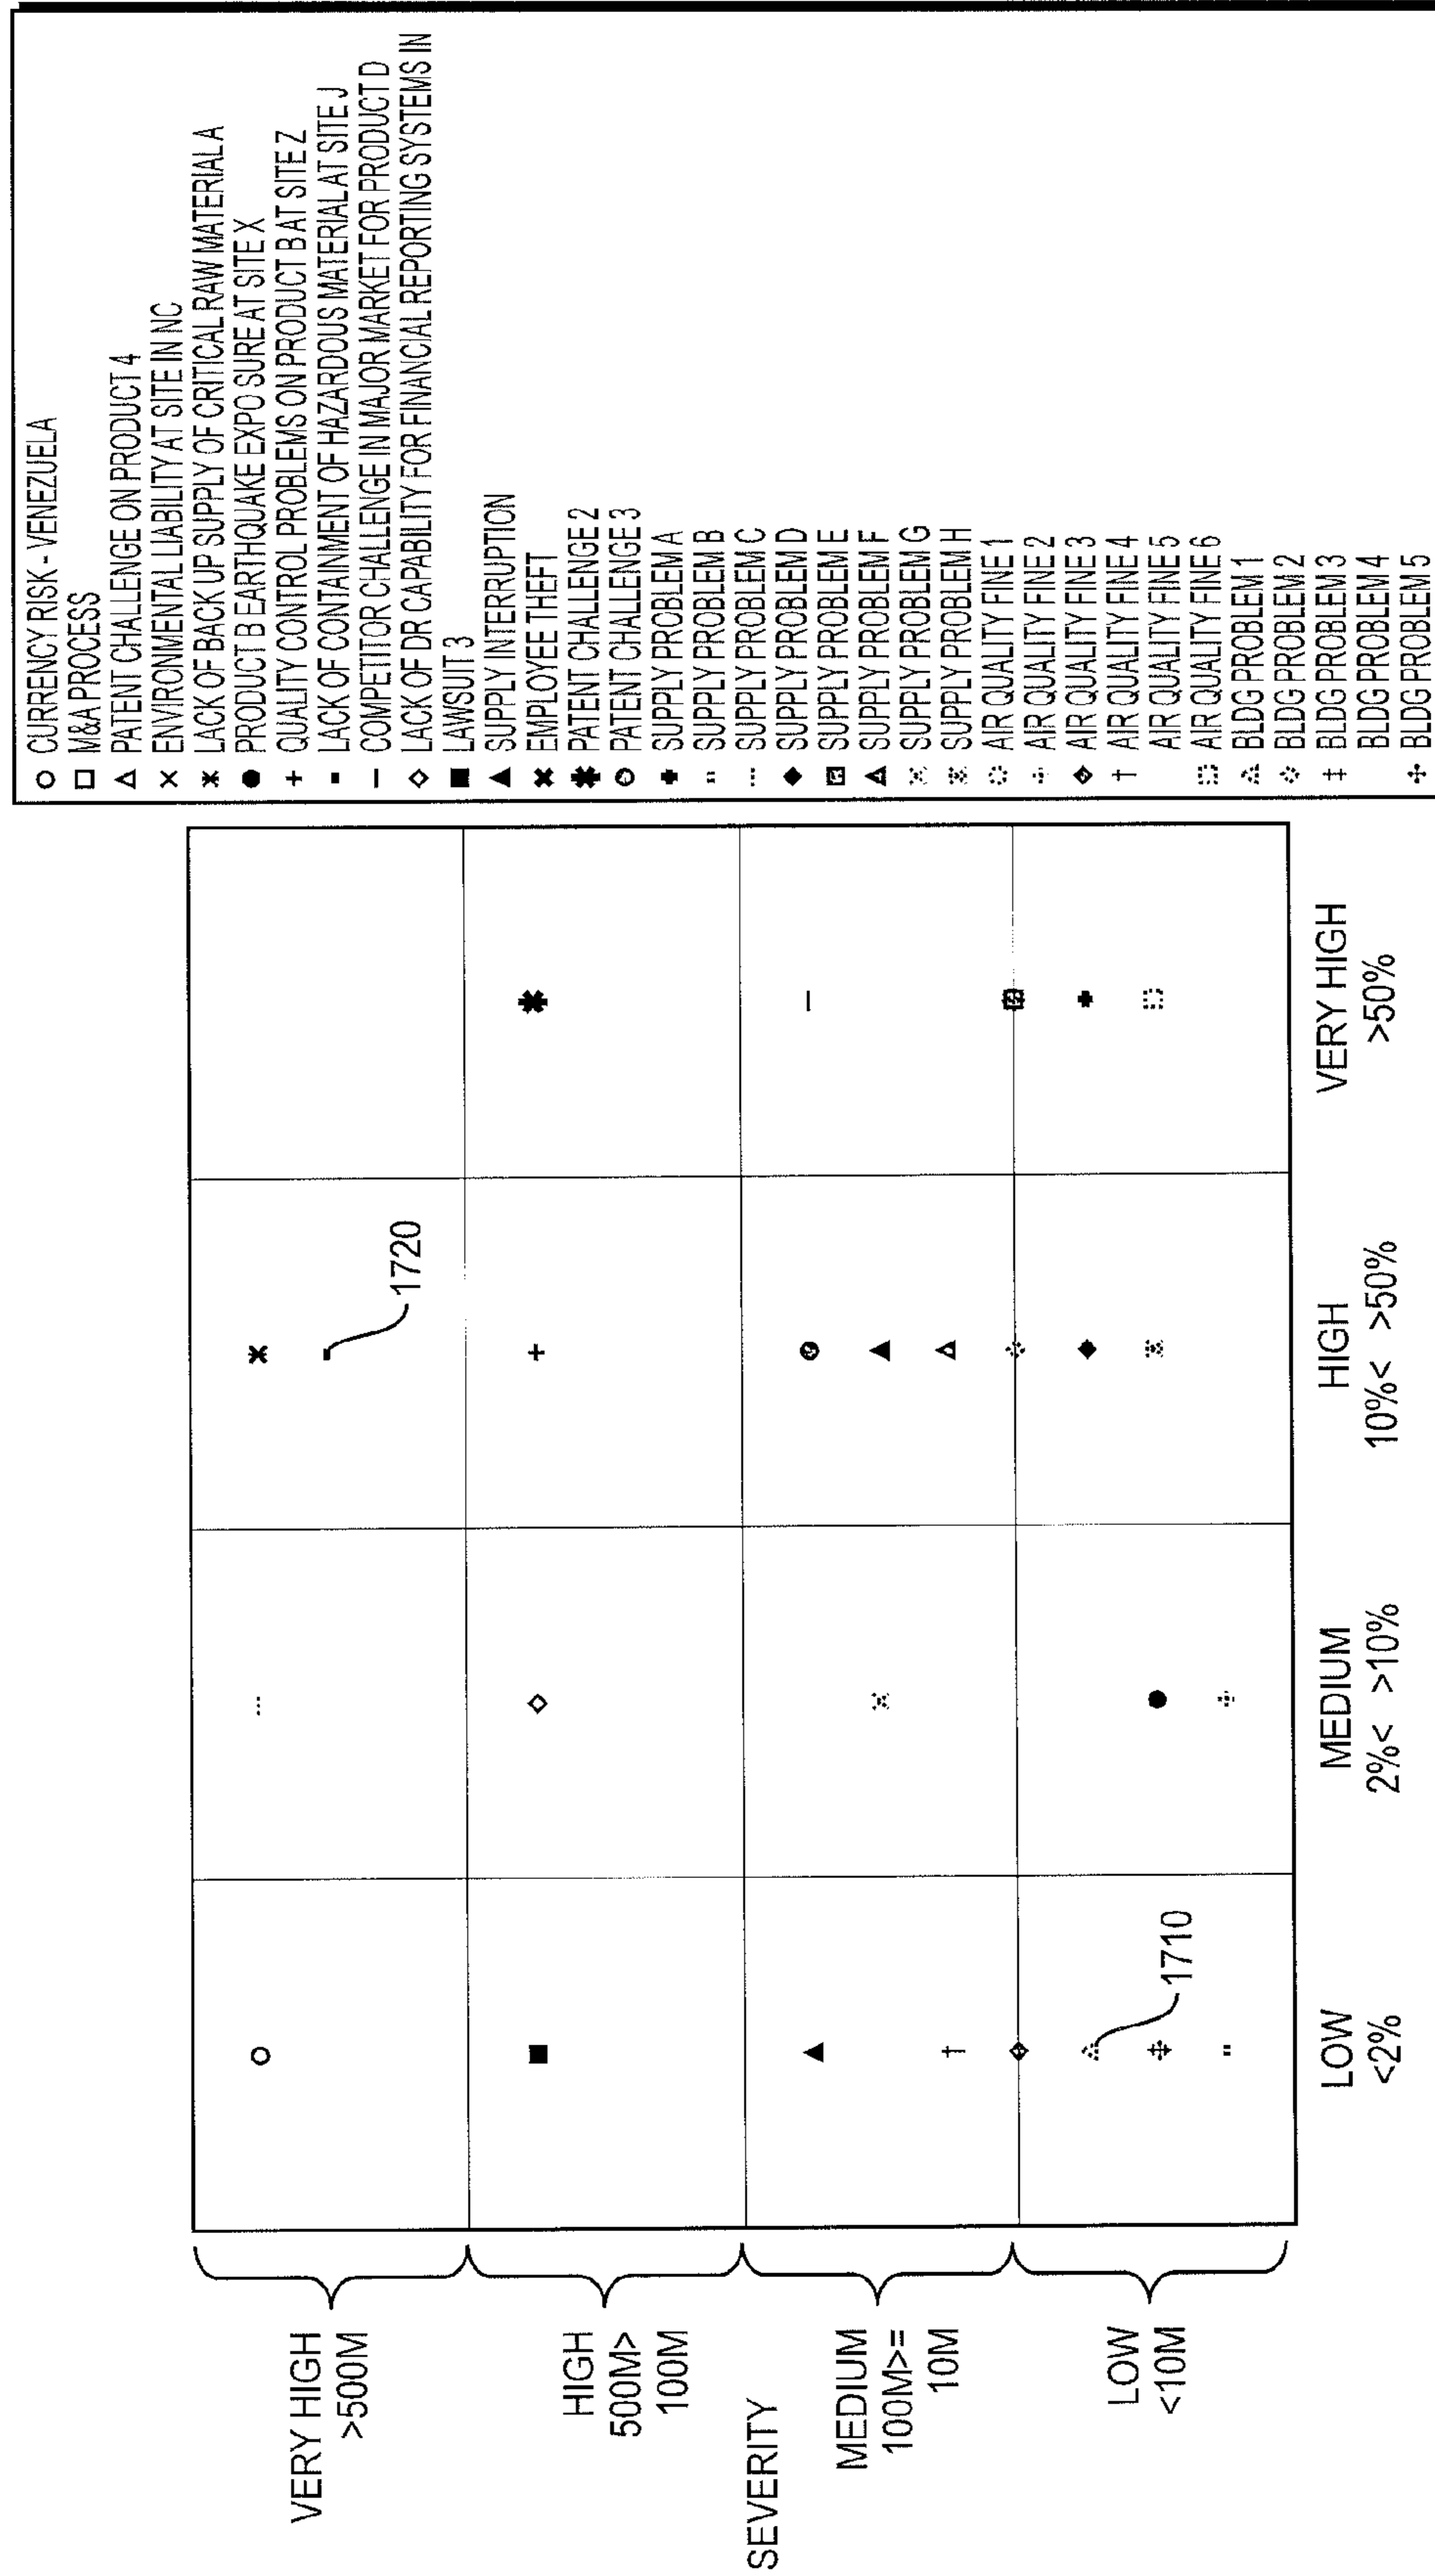 VERY HIGH
>500M
HIGH
500M>
100M
SEVERITY
MEDIUM
100M>=
10M
LOW
<10M
1720
1710
LOW
<2%
MEDIUM
2%< >10%
HIGH
10%< >50%
VERY HIGH
>50%
CURRENCY RISK - VENEZUELA
M&A PROCESS
PATENT CHALLENGE ON PRODUCT 4
ENVIRONMENTAL LIABILITY AT SITE IN NC
LACK OF BACK UP SUPPLY OF CRITICAL RAW MATERIAL A
PRODUCT B EARTHQUAKE EXPO SURE AT SITE X
QUALITY CONTROL PROBLEMS ON PRODUCT B AT SITE Z
LACK OF CONTAINMENT OF HAZARDOUS MATERIAL AT SITE J
COMPETITOR CHALLENGE IN MAJOR MARKET FOR PRODUCT D
LACK OF DR CAPABILITY FOR FINANCIAL REPORTING SYSTEMS IN
LAWSUIT 3
SUPPLY INTERRUPTION
EMPLOYEE THEFT
PATENT CHALLENGE 2
PATENT CHALLENGE 3
SUPPLY PROBLEM A
SUPPLY PROBLEM B
SUPPLY PROBLEM C
SUPPLY PROBLEM D
SUPPLY PROBLEM E
SUPPLY PROBLEM F
SUPPLY PROBLEM G
SUPPLY PROBLEM H
AIR QUALITY FINE 1
AIR QUALITY FINE 2
AIR QUALITY FINE 3
AIR QUALITY FINE 4
AIR QUALITY FINE 5
AIR QUALITY FINE 6
BLDG PROBLEM 1
BLDG PROBLEM 2
BLDG PROBLEM 3
BLDG PROBLEM 4
BLDG PROBLEM 5